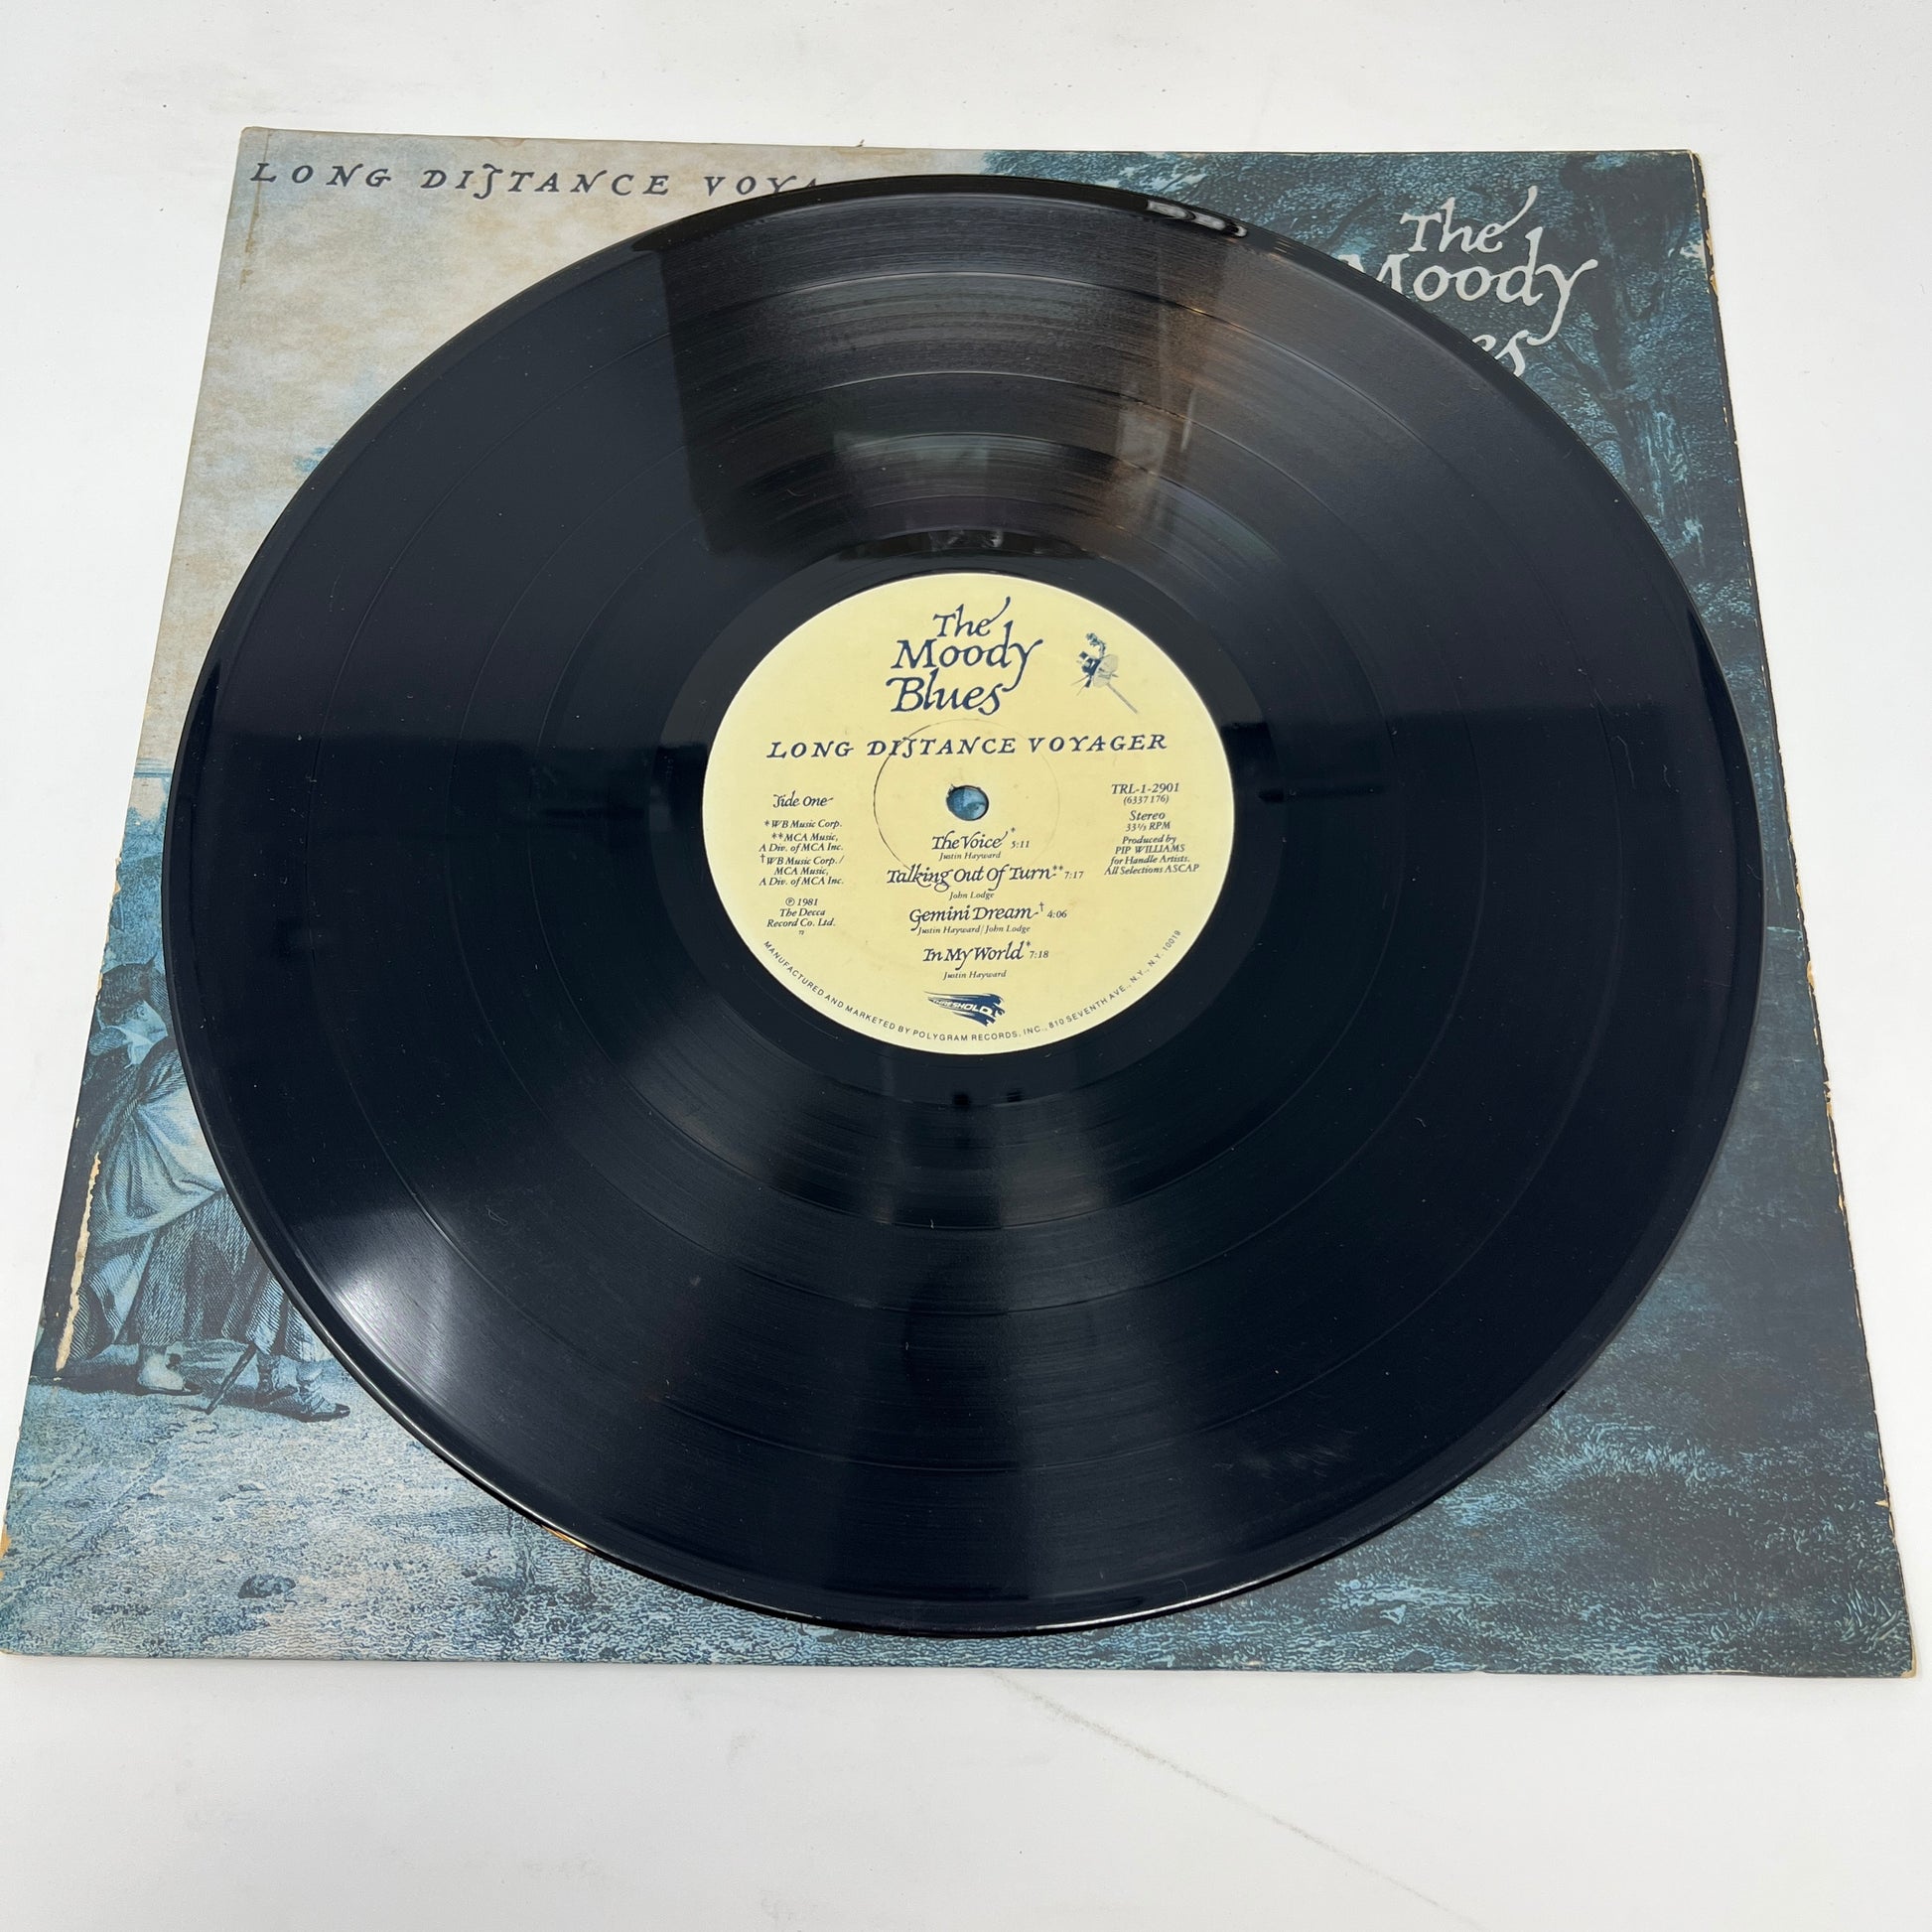 LONG DISTANCE VOYA
The
Moody
es
The
Moody
Blues
LONG DISTANCE VOYAGER
Side One
*WB Music Corp.
**MCA Music,
A Div. of MCA Inc.
†WB Music Corp./
MCA Music,
A Div. of MCA Inc.
℗ 1981
The Decca
Record Co. Ltd.
72
The Voice* 5:11
Justin Hayward
Talking Out Of Turn** 7:17
John Lodge
Gemini Dream† 4:06
Justin Hayward/John Lodge
In My World* 7:18
Justin Hayward
TRL-1-2901
(6337 176)
Stereo
33⅓ RPM
Produced by
PIP WILLIAMS
for Handle Artists.
All Selections ASCAP
THRESHOLD
MANUFACTURED AND MARKETED BY POLYGRAM RECORDS, INC., 810 SEVENTH AVE., N.Y., N.Y. 10019